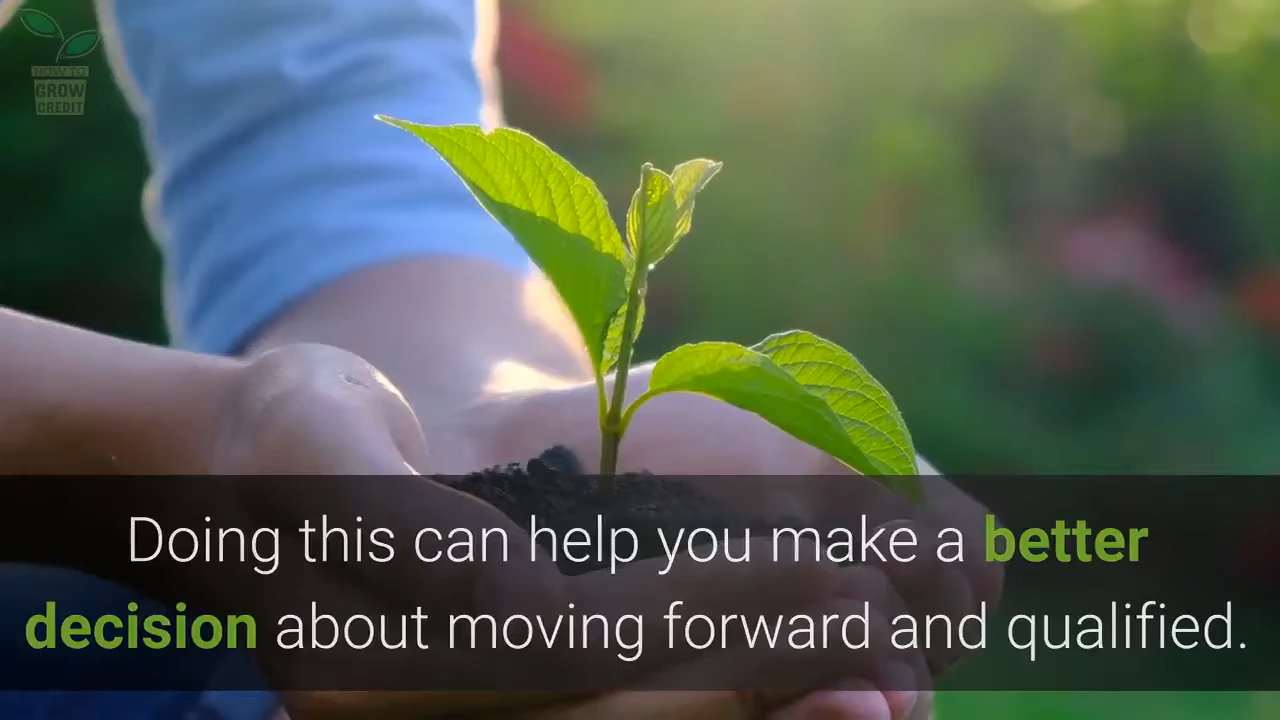 HOW TO
GROW
CREDIT
Doing this can help you make a better
decision about moving forward and qualified.